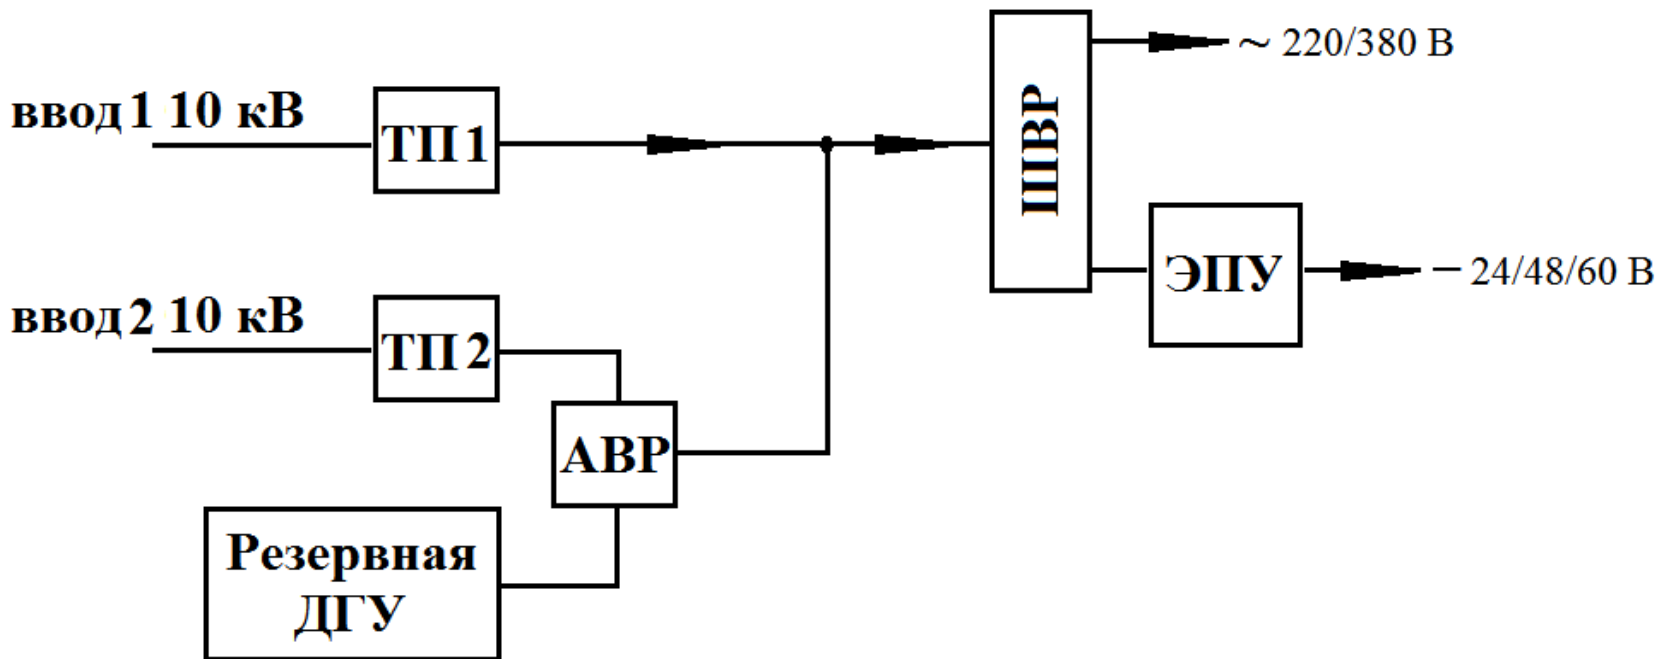 ~ 220/380 В
ввод 1 10 кВ
ТП 1
ШВР
ЭПУ
– 24/48/60 В
ввод 2 10 кВ
ТП 2
АВР
Резервная
ДГУ